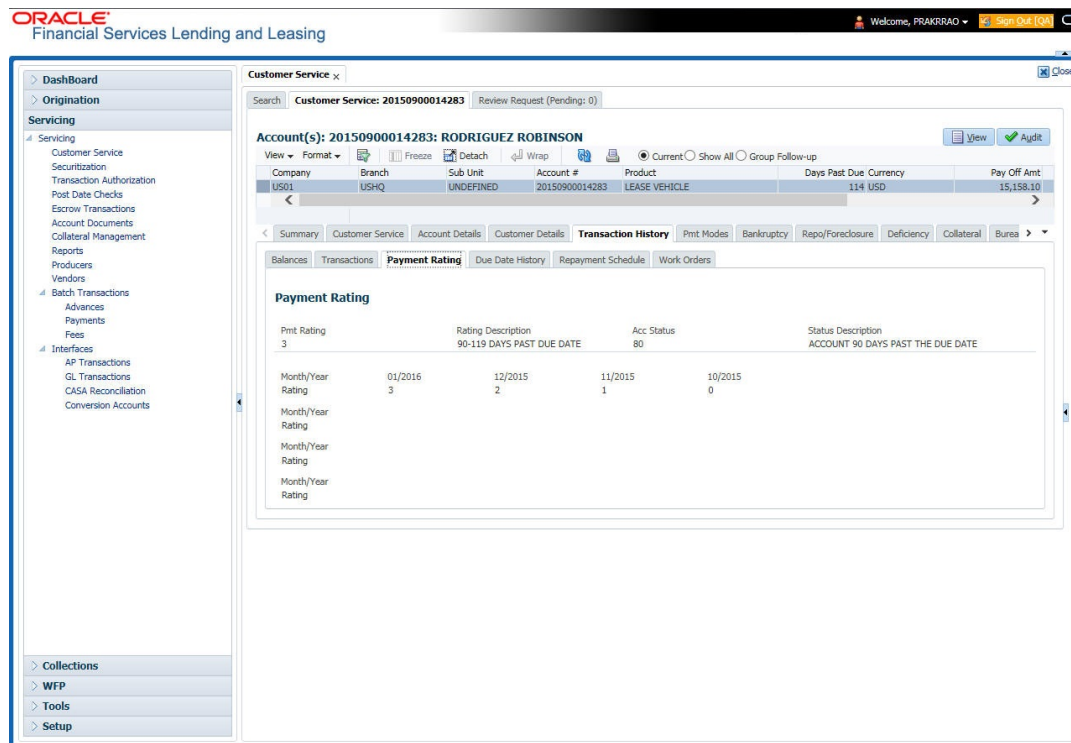 ORACLE
Financial Services Lending and Leasing
Welcome, PRAKRRAO
Sign Out [QA]
DashBoard
Origination
Servicing
Servicing
Customer Service
Securitization
Transaction Authorization
Post Date Checks
Escrow Transactions
Account Documents
Collateral Management
Reports
Producers
Vendors
Batch Transactions
Advances
Payments
Fees
Interfaces
AP Transactions
GL Transactions
CASA Reconciliation
Conversion Accounts
Collections
WFP
Tools
Setup
Customer Service x
Close
Search Customer Service: 20150900014283 Review Request (Pending: 0)
Account(s): 20150900014283: RODRIGUEZ ROBINSON
View Audit
View Format Freeze Detach Wrap Current Show All Group Follow-up
Company Branch Sub Unit Account # Product Days Past Due Currency Pay Off Amt
US01 USHQ UNDEFINED 20150900014283 LEASE VEHICLE 114 USD 15,158.10
Summary Customer Service Account Details Customer Details Transaction History Pmt Modes Bankruptcy Repo/Foreclosure Deficiency Collateral Burea
Balances Transactions Payment Rating Due Date History Repayment Schedule Work Orders
Payment Rating
Pmt Rating Rating Description Acc Status Status Description
3 90-119 DAYS PAST DUE DATE 80 ACCOUNT 90 DAYS PAST THE DUE DATE
Month/Year 01/2016 12/2015 11/2015 10/2015
Rating 3 2 1 0
Month/Year
Rating
Month/Year
Rating
Month/Year
Rating